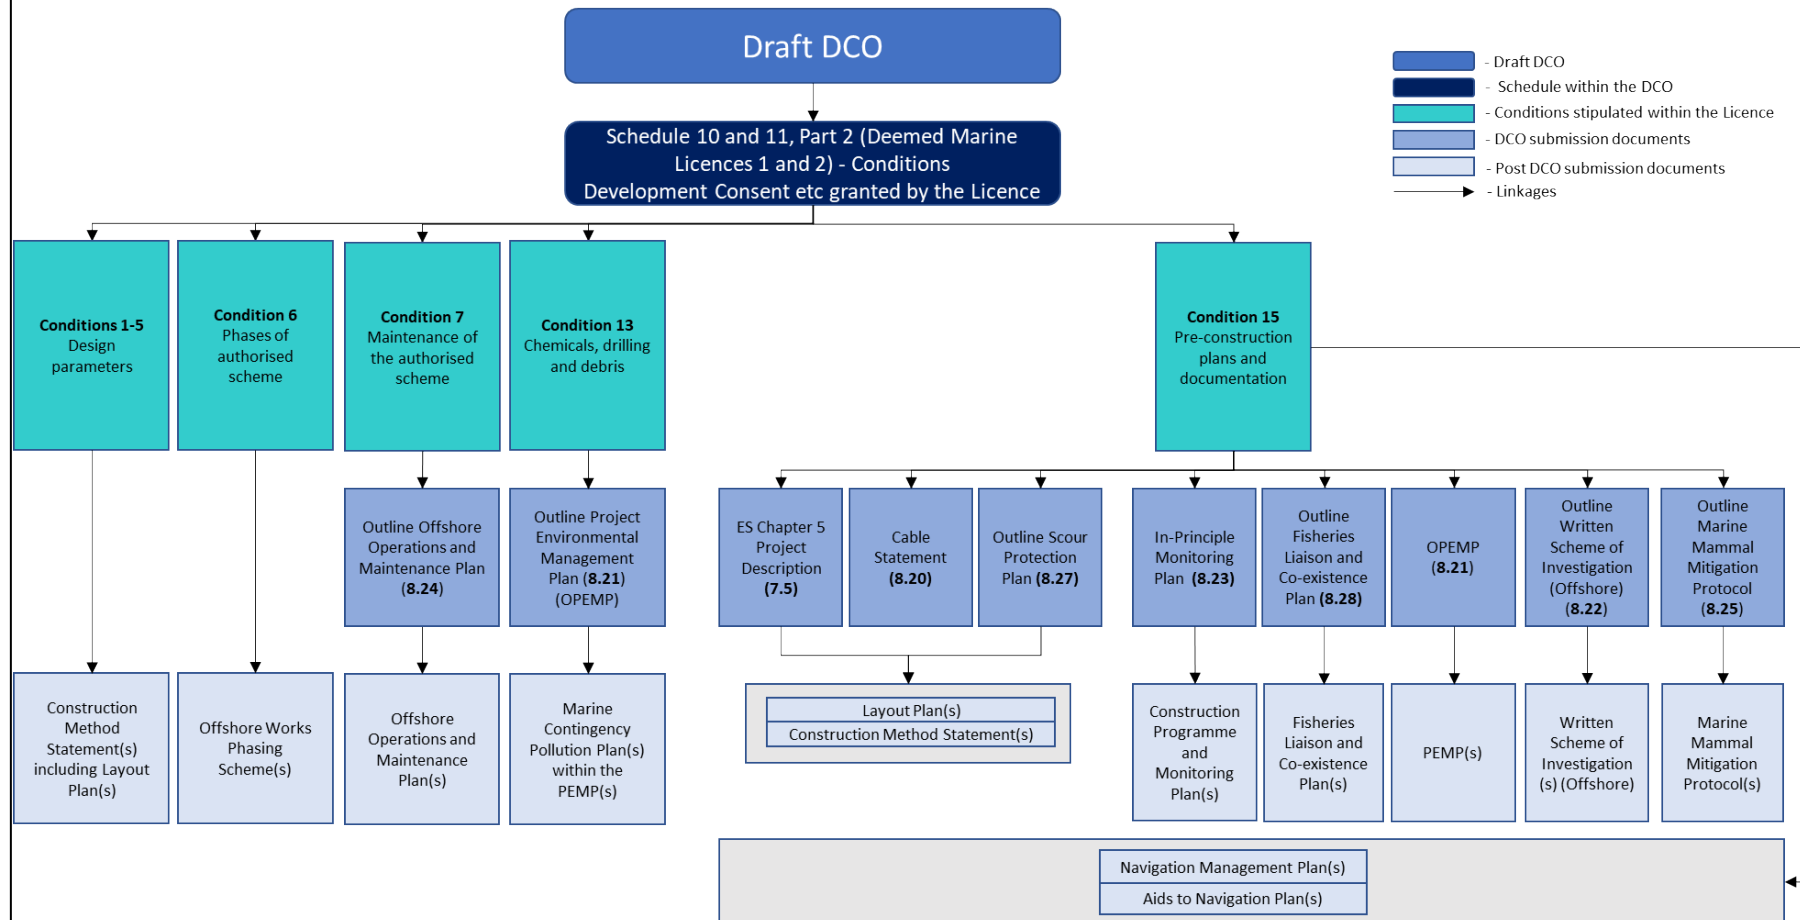 Draft DCO
- Draft DCO
- Schedule within the DCO
- Conditions stipulated within the Licence
- DCO submission documents
- Post DCO submission documents
- Linkages
Schedule 10 and 11, Part 2 (Deemed Marine
Licences 1 and 2) - Conditions
Development Consent etc granted by the Licence
Conditions 1-5
Design
parameters
Condition 6
Phases of
authorised
scheme
Condition 7
Maintenance of
the authorised
scheme
Condition 13
Chemicals, drilling
and debris
Condition 15
Pre-construction
plans and
documentation
Outline Offshore
Operations and
Maintenance Plan
(8.24)
Outline Project
Environmental
Management
Plan (8.21)
(OPEMP)
ES Chapter 5
Project
Description
(7.5)
Cable
Statement
(8.20)
Outline Scour
Protection
Plan (8.27)
In-Principle
Monitoring
Plan (8.23)
Outline
Fisheries
Liaison and
Co-existence
Plan (8.28)
OPEMP
(8.21)
Outline
Written
Scheme of
Investigation
(Offshore)
(8.22)
Outline
Marine
Mammal
Mitigation
Protocol
(8.25)
Construction
Method
Statement(s)
including Layout
Plan(s)
Offshore Works
Phasing
Scheme(s)
Offshore
Operations and
Maintenance
Plan(s)
Marine
Contingency
Pollution Plan(s)
within the
PEMP(s)
Layout Plan(s)
Construction Method Statement(s)
Construction
Programme
and
Monitoring
Plan(s)
Fisheries
Liaison and
Co-existence
Plan(s)
PEMP(s)
Written
Scheme of
Investigation
(s) (Offshore)
Marine
Mammal
Mitigation
Protocol(s)
Navigation Management Plan(s)
Aids to Navigation Plan(s)